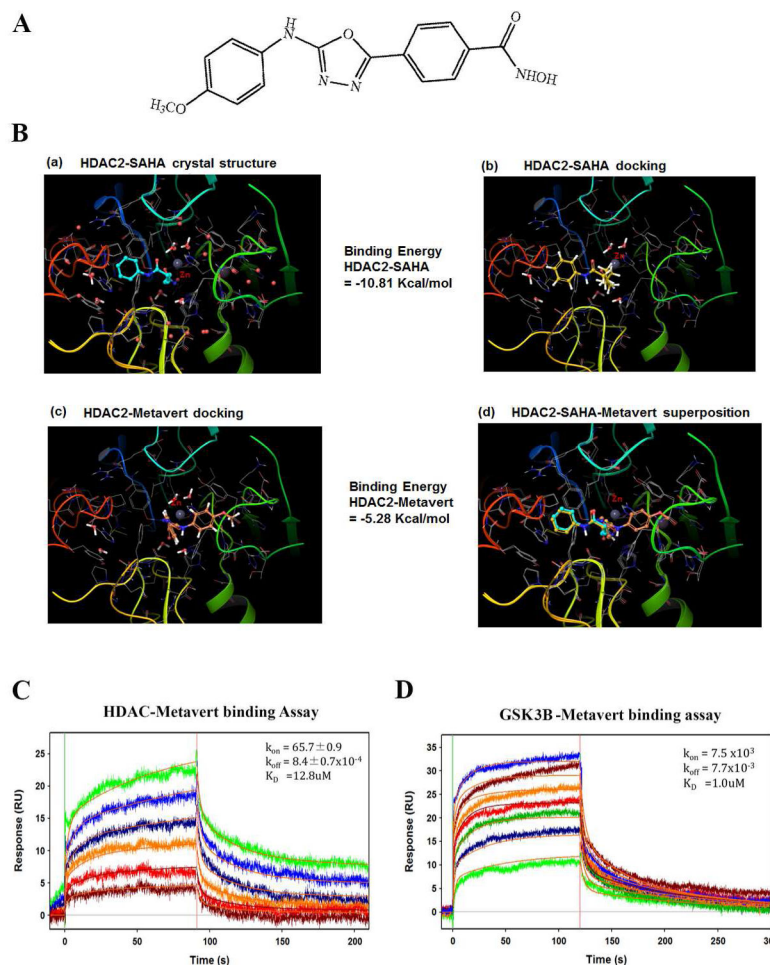 A
H
N
O
O
N
N
NHOH
H₃CO
B
(a) HDAC2-SAHA crystal structure
(b) HDAC2-SAHA docking
Zn
Zn
Binding Energy
HDAC2-SAHA
= -10.81 Kcal/mol
(c) HDAC2-Metavert docking
(d) HDAC2-SAHA-Metavert superposition
Zn
Zn
Binding Energy
HDAC2-Metavert
= -5.28 Kcal/mol
C
D
HDAC-Metavert binding Assay
GSK3B -Metavert binding assay
kon = 65.7±0.9
koff = 8.4±0.7x10⁻⁴
KD =12.8uM
kon = 7.5 x10³
koff = 7.7x10⁻³
KD =1.0uM
Response (RU)
25
20
15
10
5
0
0 50 100 150 200
Time (s)
Response (RU)
35
30
25
20
15
10
5
0
0 50 100 150 200 250 300
Time (s)